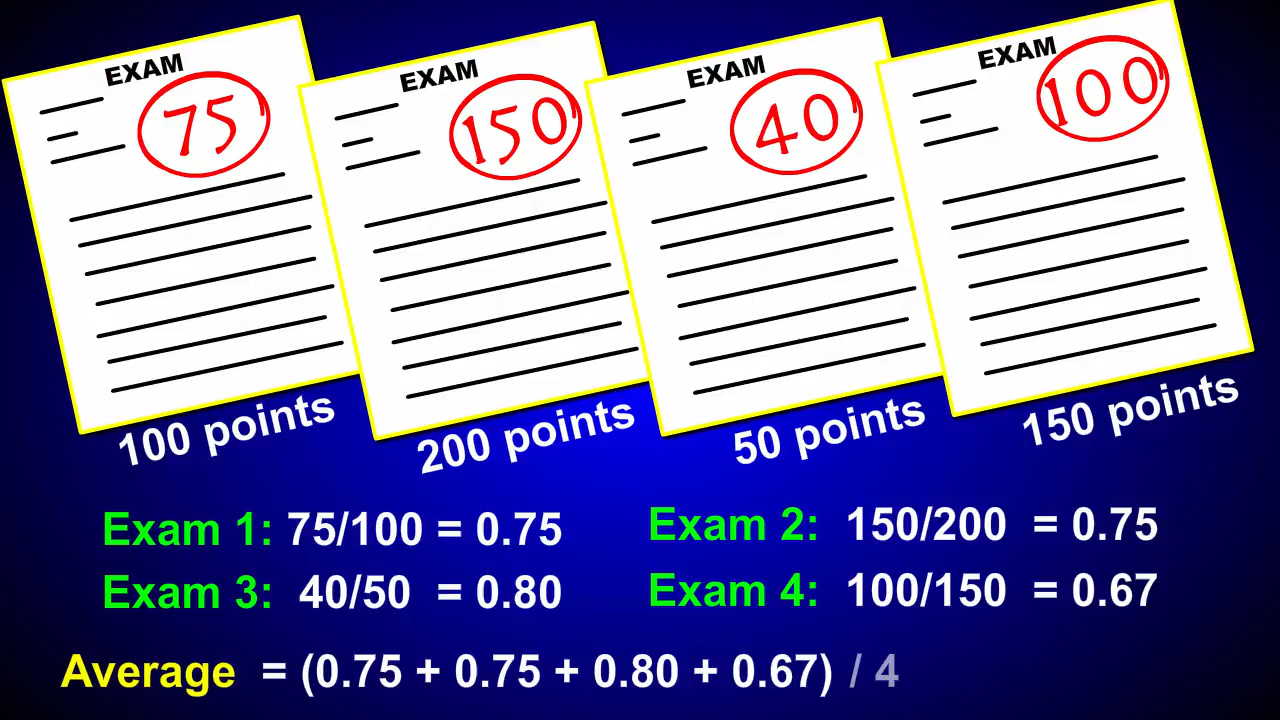 EXAM
75
EXAM
150
EXAM
40
EXAM
100
100 points
200 points
50 points
150 points
Exam 1: 75/100 = 0.75
Exam 2: 150/200 = 0.75
Exam 3: 40/50 = 0.80
Exam 4: 100/150 = 0.67
Average = (0.75 + 0.75 + 0.80 + 0.67) / 4